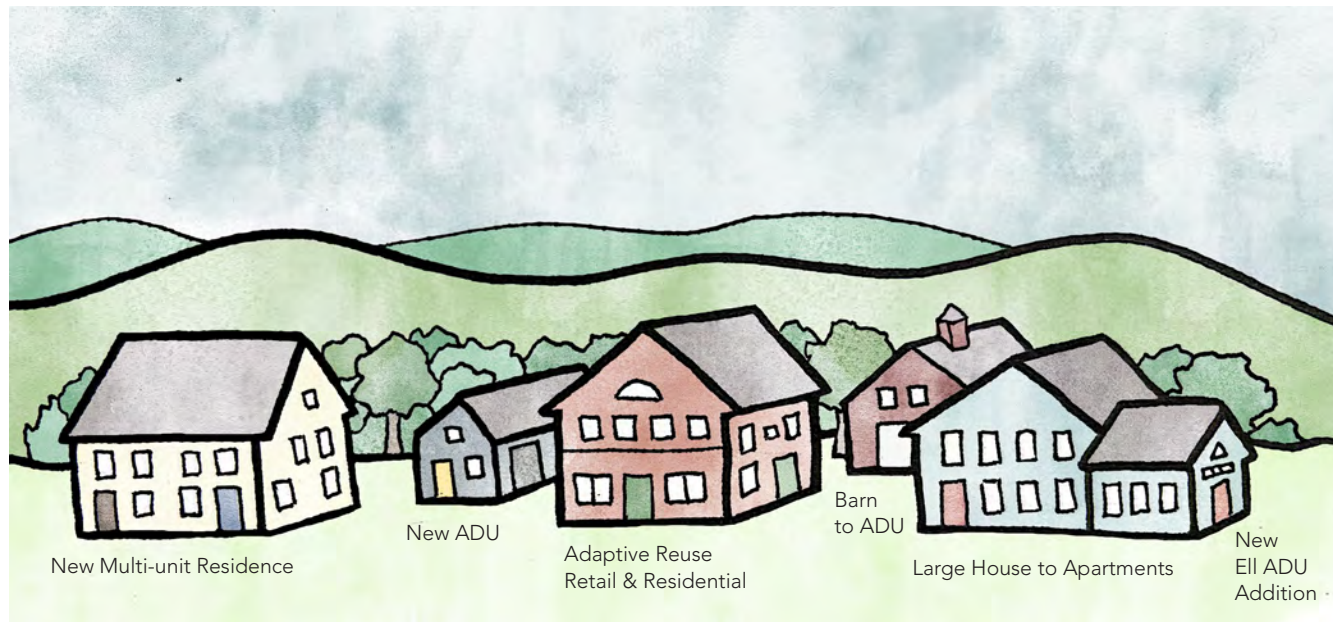 New Multi-unit Residence
New ADU
Adaptive Reuse
Retail & Residential
Barn
to ADU
Large House to Apartments
New
Ell ADU
Addition